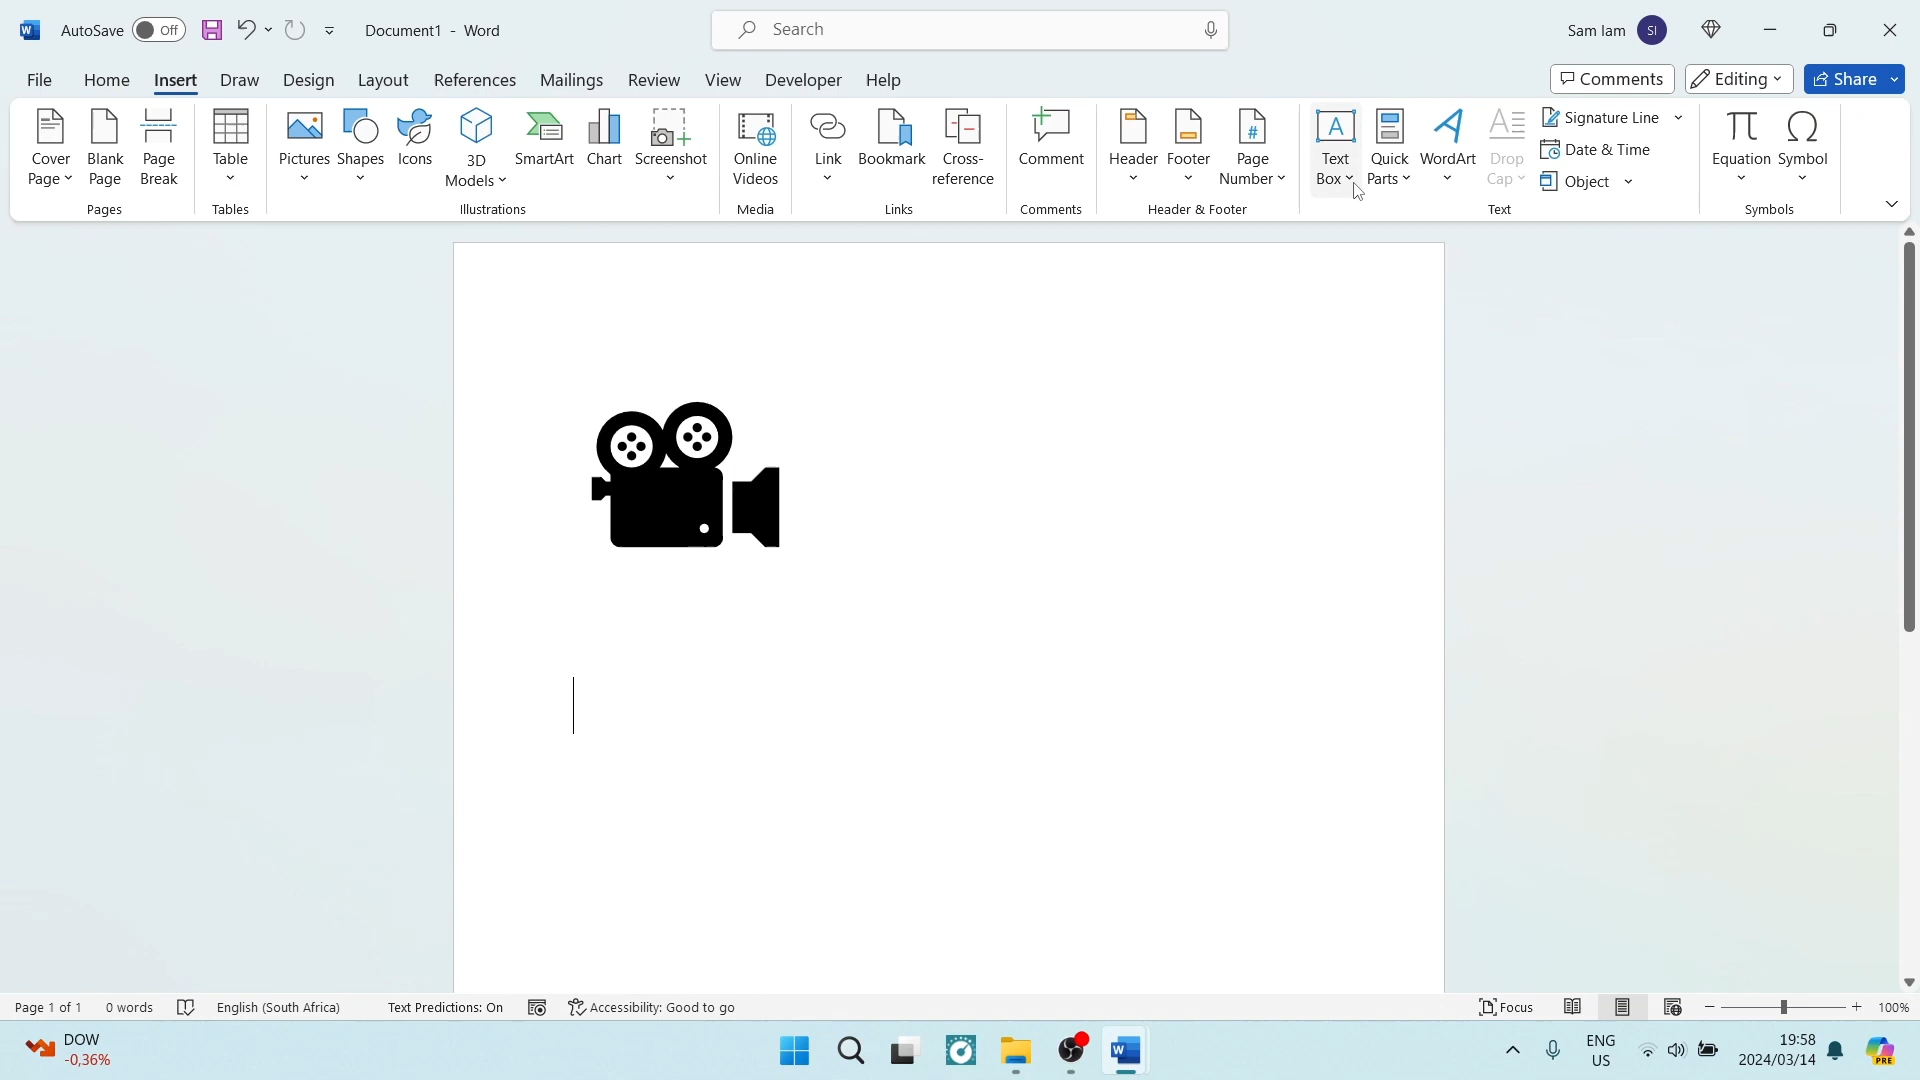 AutoSave Off Document1 - Word Search Sam Iam SI
File Home Insert Draw Design Layout References Mailings Review View Developer Help Comments Editing Share
Cover Page
Blank Page
Page Break
Pages
Table
Tables
Pictures
Shapes
Icons
3D Models
SmartArt
Chart
Screenshot
Illustrations
Online Videos
Media
Link
Bookmark
Cross-reference
Links
Comment
Comments
Header
Footer
Page Number
Header & Footer
Text Box
Quick Parts
WordArt
Drop Cap
Signature Line
Date & Time
Object
Text
Equation
Symbol
Symbols
Page 1 of 1 0 words English (South Africa) Text Predictions: On Accessibility: Good to go Focus 100%
DOW
-0,36%
ENG
US
19:58
2024/03/14
PRE